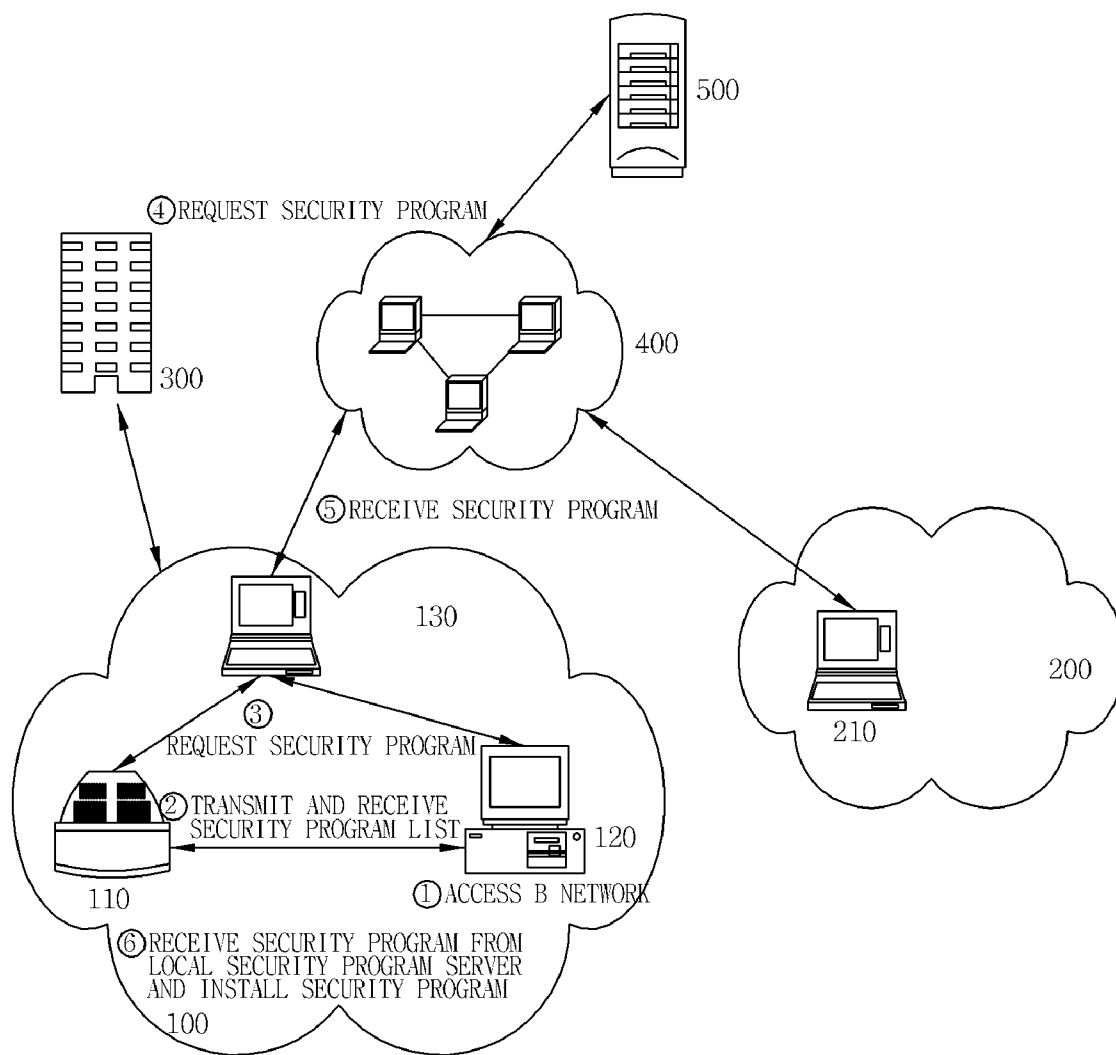 500
④REQUEST SECURITY PROGRAM
300
400
⑤RECEIVE SECURITY PROGRAM
130
200
210
③
REQUEST SECURITY PROGRAM
②TRANSMIT AND RECEIVE
SECURITY PROGRAM LIST
120
110
①ACCESS B NETWORK
⑥RECEIVE SECURITY PROGRAM FROM
LOCAL SECURITY PROGRAM SERVER
AND INSTALL SECURITY PROGRAM
100